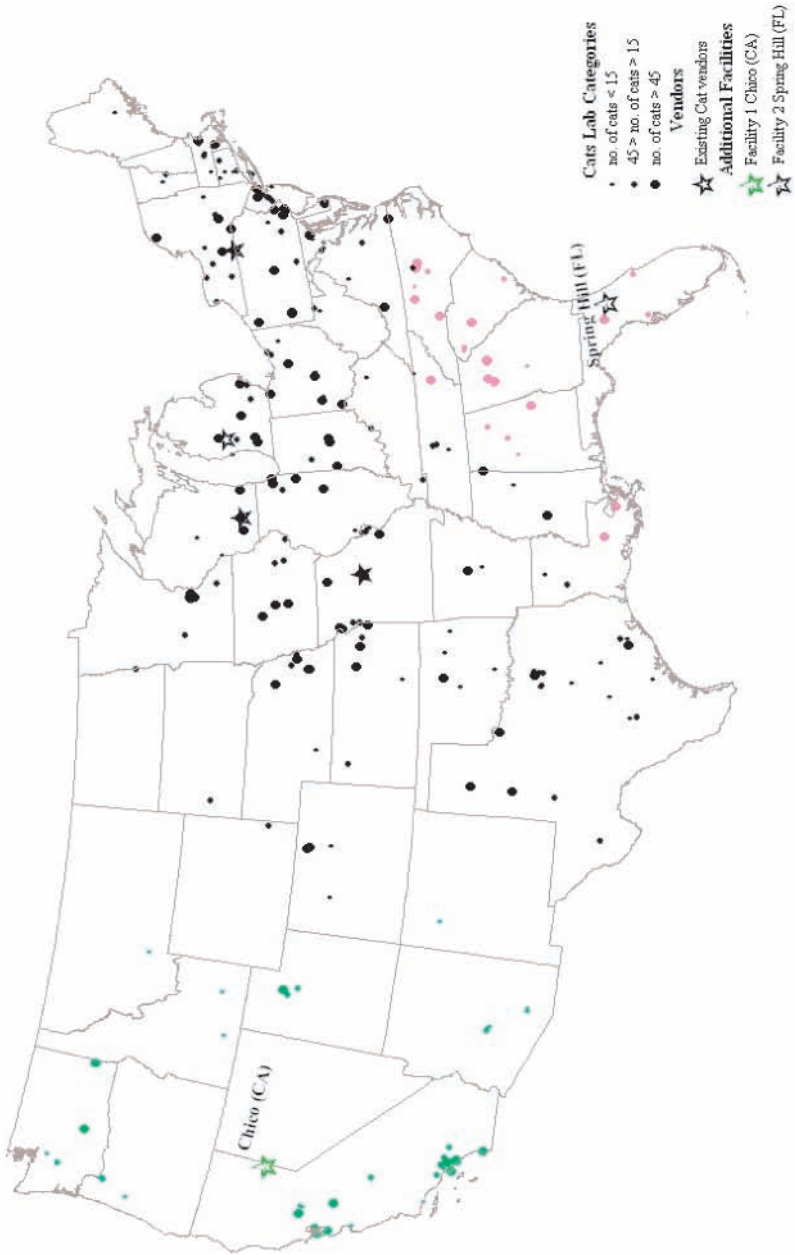 Chico (CA)
Spring Hill (FL)
Cats Lab Categories
no. of cats < 15
45 > no. of cats > 15
no. of cats > 45
Vendors
Existing Cat vendors
Additional Facilities
Facility 1 Chico (CA)
Facility 2 Spring Hill (FL)